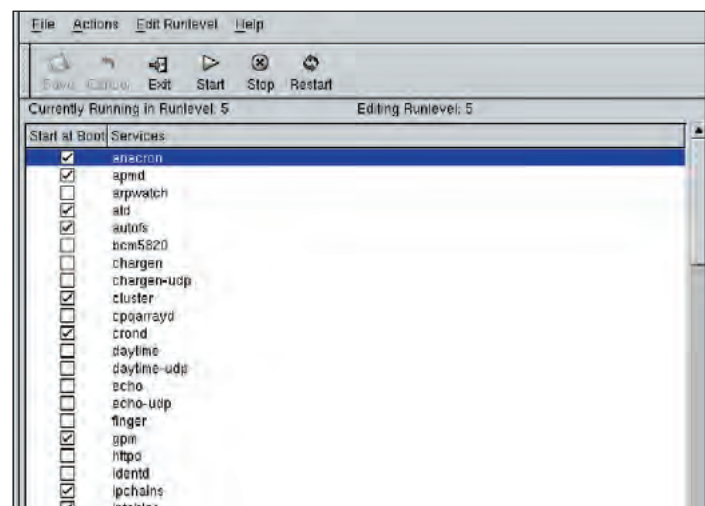 File Actions Edit Runlevel Help
Save Cancel Exit Start Stop Restart
Currently Running in Runlevel: 5 Editing Runlevel: 5
Start at Boot Services
anacron
apmd
arpwatch
atd
autofs
bcm5820
chargen
chargen-udp
cluster
cpqarrayd
crond
daytime
daytime-udp
echo
echo-udp
finger
gpm
httpd
identd
ipchains